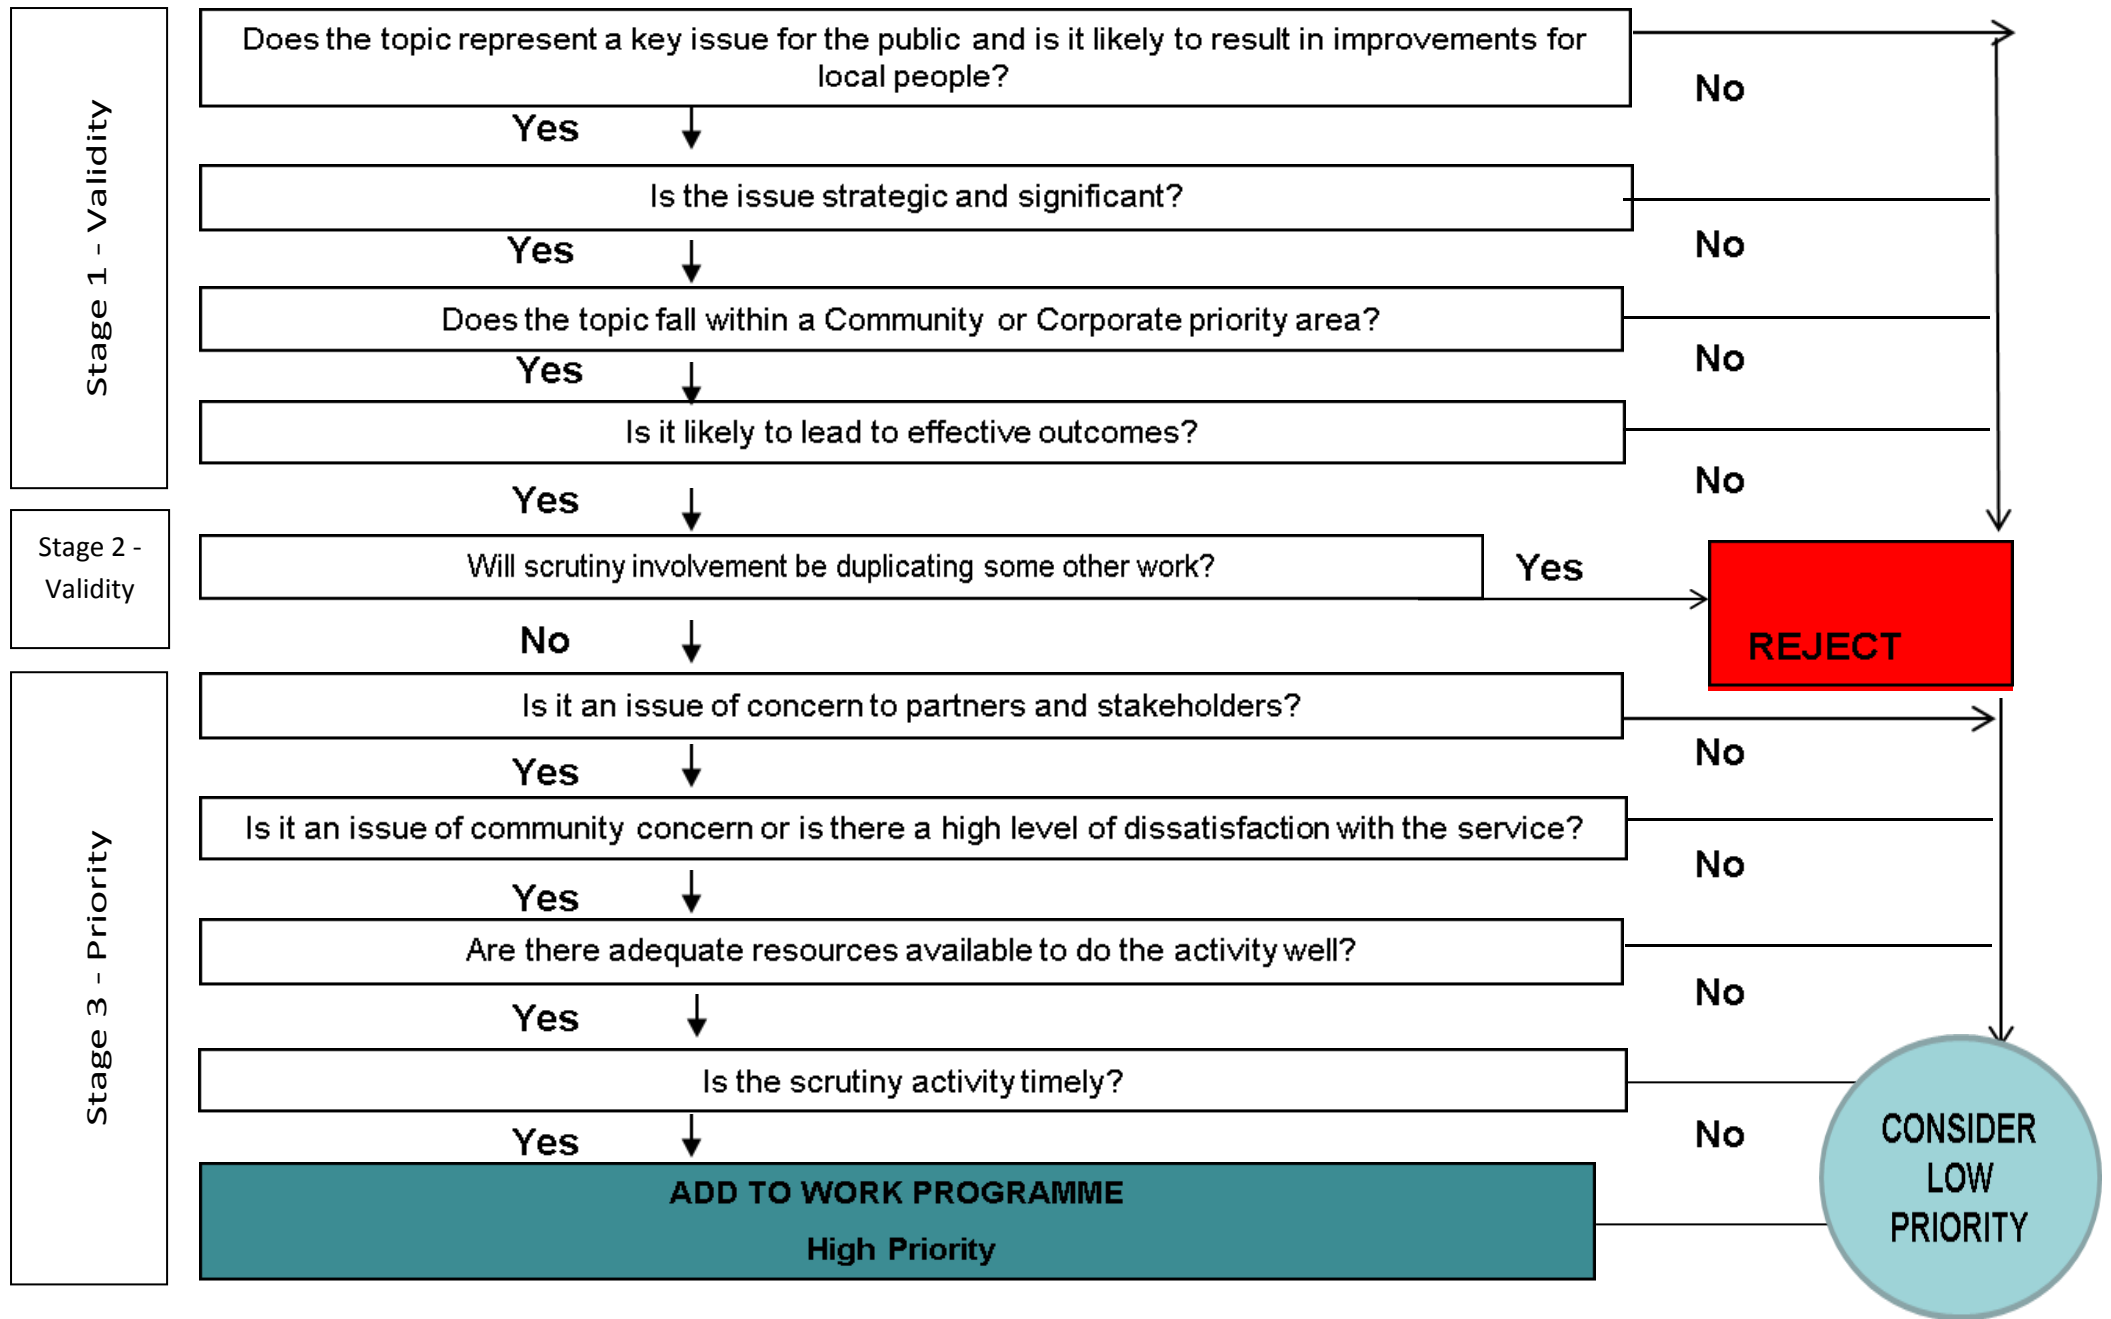 Stage 1 - Validity
Does the topic represent a key issue for the public and is it likely to result in improvements for
local people?
No
Yes
Is the issue strategic and significant?
No
Yes
Does the topic fall within a Community or Corporate priority area?
No
Yes
Is it likely to lead to effective outcomes?
No
Yes
Stage 2 -
Validity
Will scrutiny involvement be duplicating some other work?
Yes
REJECT
No
Stage 3 - Priority
Is it an issue of concern to partners and stakeholders?
No
Yes
Is it an issue of community concern or is there a high level of dissatisfaction with the service?
No
Yes
Are there adequate resources available to do the activity well?
No
Yes
Is the scrutiny activity timely?
No
Yes
ADD TO WORK PROGRAMME
High Priority
CONSIDER
LOW
PRIORITY